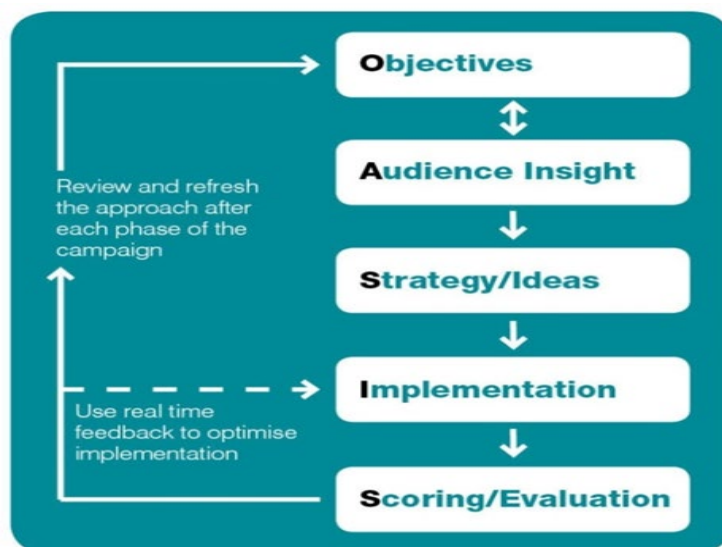 Objectives
Audience Insight
Review and refresh
the approach after
each phase of the
campaign
Strategy/Ideas
Implementation
Use real time
feedback to optimise
implementation
Scoring/Evaluation